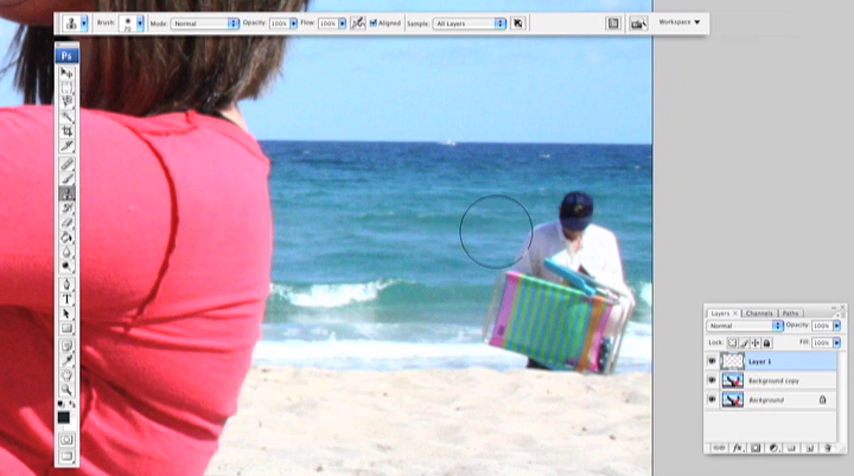 Brush: Mode: Normal Opacity: 100% Flow: 100% Aligned Sample: All Layers Workspace
70
Ps
T
Layers × Channels Paths
Normal Opacity: 100%
Lock: Fill: 100%
Layer 1
Background copy
Background